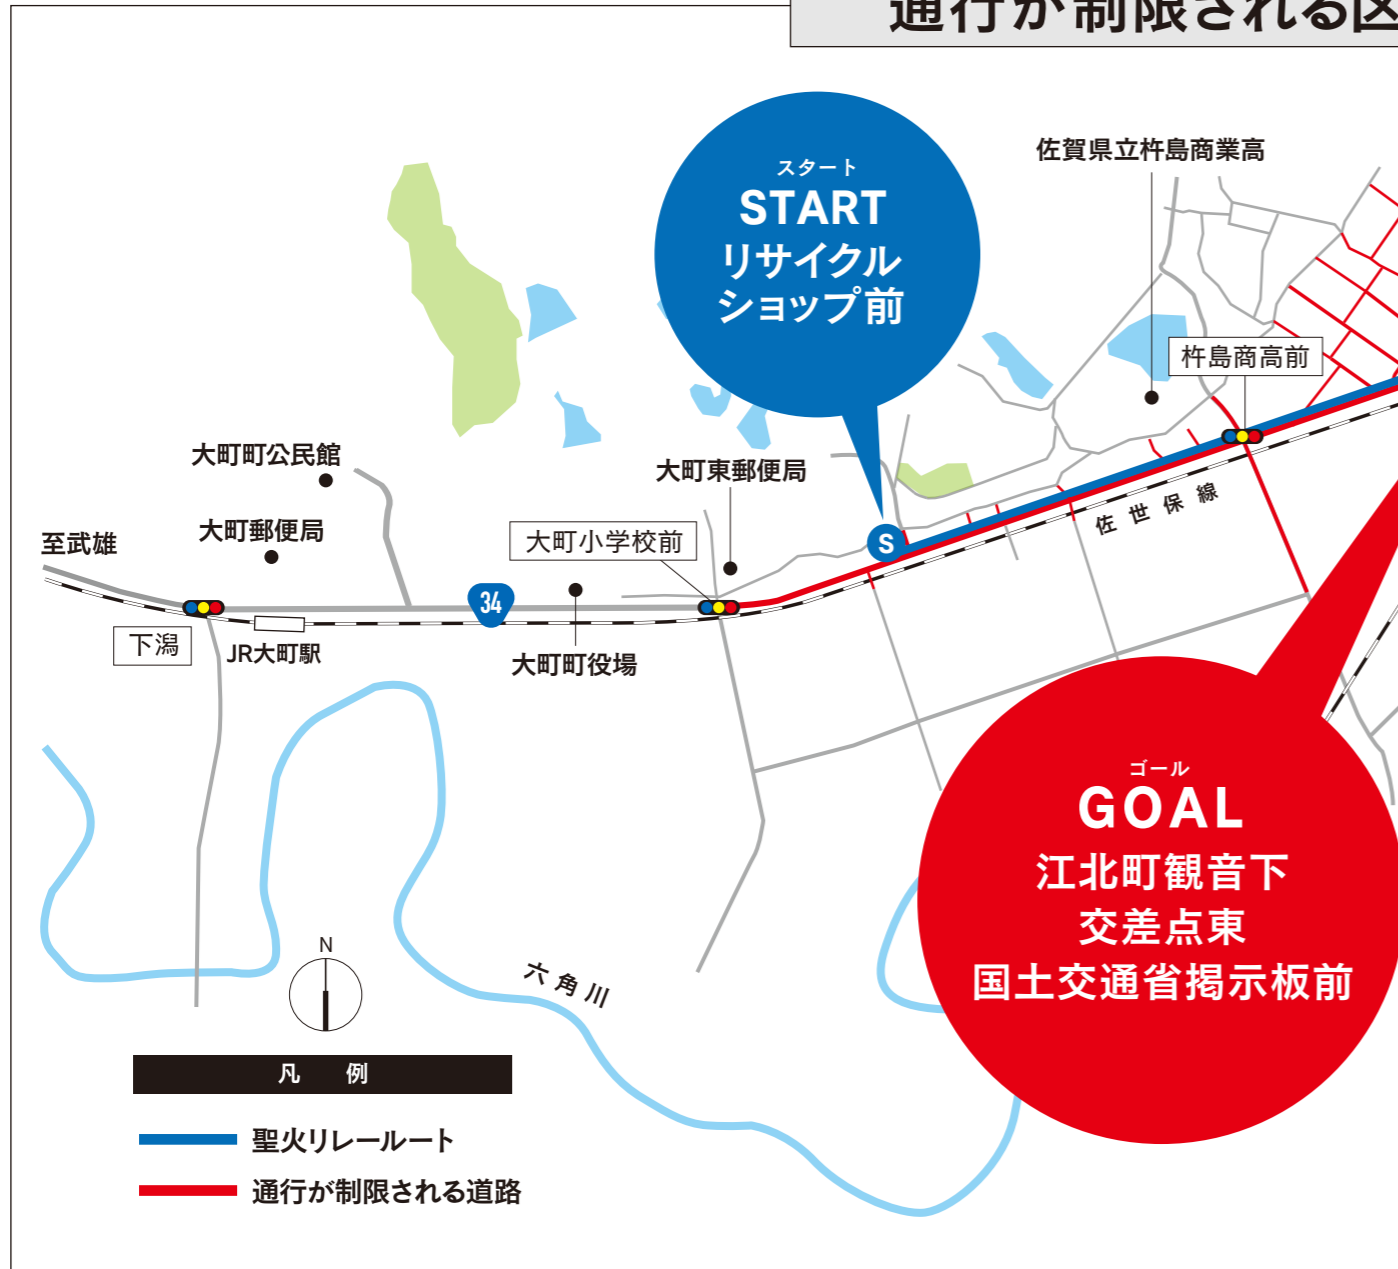 通行が制限される区
スタート
START
リサイクル
ショップ前
佐賀県立杵島商業高
杵島商高前
大町町公民館
大町東郵便局
大町郵便局
大町小学校前
至武雄
S
佐世保線
34
下潟
JR大町駅
大町町役場
ゴール
GOAL
江北町観音下
交差点東
国土交通省掲示板前
N
六角川
凡 例
聖火リレールート
通行が制限される道路